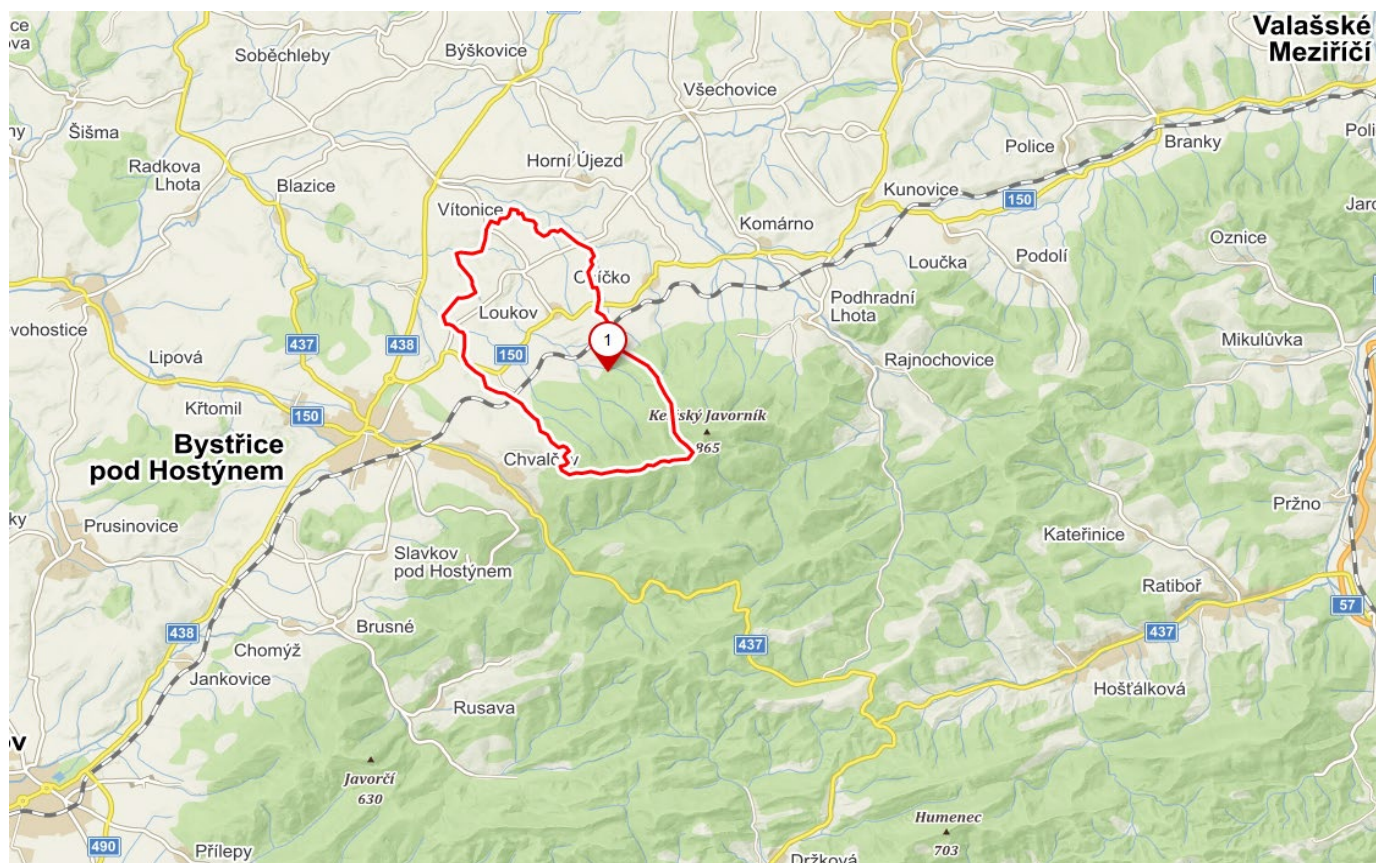 Valašské
Meziříčí
Soběchleby
Býškovice
Všechovice
Šišma
Radkova
Lhota
Blazice
Horní Újezd
Police
Branky
Vítonice
Komárno
Kunovice
150
Oznice
Loučka
Podolí
Loukov
Podhradní
Lhota
1
Mikulůvka
Lipová
437
438
150
Rajnochovice
Křtomil
150
Bystřice
pod Hostýnem
Javorník
865
Prusinovice
Pržno
Slavkov
pod Hostýnem
Kateřinice
Ratiboř
57
438
Brusné
437
437
Chomýž
Jankovice
Hošťálková
Rusava
Javorčí
630
Humenec
703
490
Přílepy
Držková